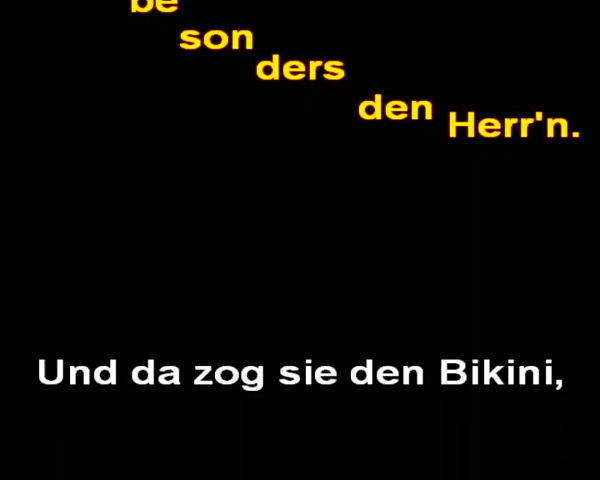 be
son
ders
den
Herr'n.
Und da zog sie den Bikini,